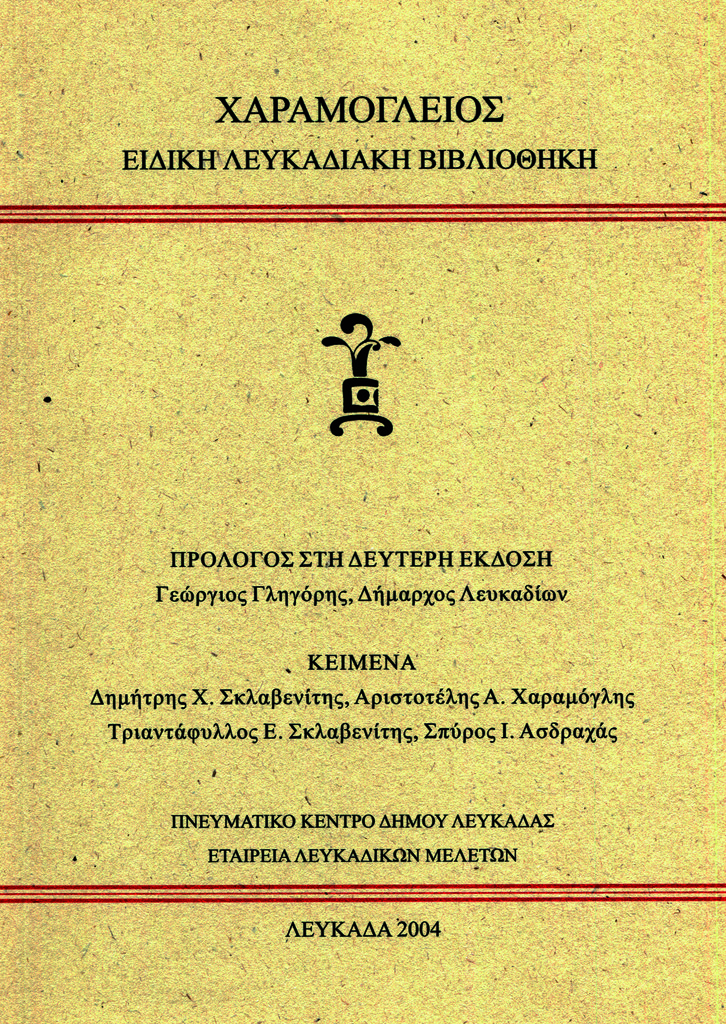 ΧΑΡΑΜΟΓΛΕΙΟΣ
ΕΙΔΙΚΗ ΛΕΥΚΑΔΙΑΚΗ ΒΙΒΛΙΟΘΗΚΗ
ΠΡΟΛΟΓΟΣ ΣΤΗ ΔΕΥΤΕΡΗ ΕΚΔΟΣΗ
Γεώργιος Γληγόρης, Δήμαρχος Λευκαδίων
ΚΕΙΜΕΝΑ
Δημήτρης Χ. Σκλαβενίτης, Αριστοτέλης Α. Χαραμόγλης
Τριαντάφυλλος Ε. Σκλαβενίτης, Σπύρος Ι. Ασδραχάς
ΠΝΕΥΜΑΤΙΚΟ ΚΕΝΤΡΟ ΔΗΜΟΥ ΛΕΥΚΑΔΑΣ
ΕΤΑΙΡΕΙΑ ΛΕΥΚΑΔΙΚΩΝ ΜΕΛΕΤΩΝ
ΛΕΥΚΑΔΑ 2004